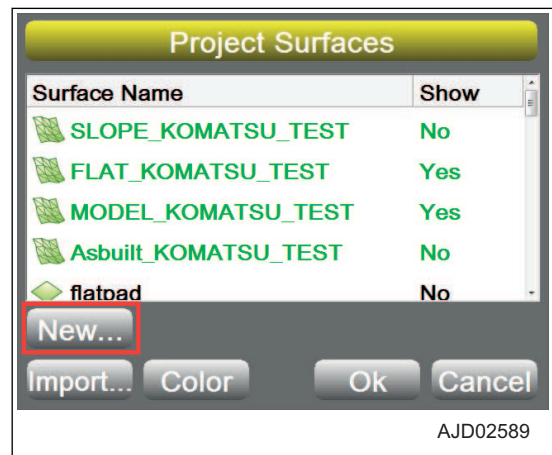 Project Surfaces
Surface Name Show
SLOPE_KOMATSU_TEST No
FLAT_KOMATSU_TEST Yes
MODEL_KOMATSU_TEST Yes
Asbuilt_KOMATSU_TEST No
flatpad No
New...
Import... Color Ok Cancel
AJD02589